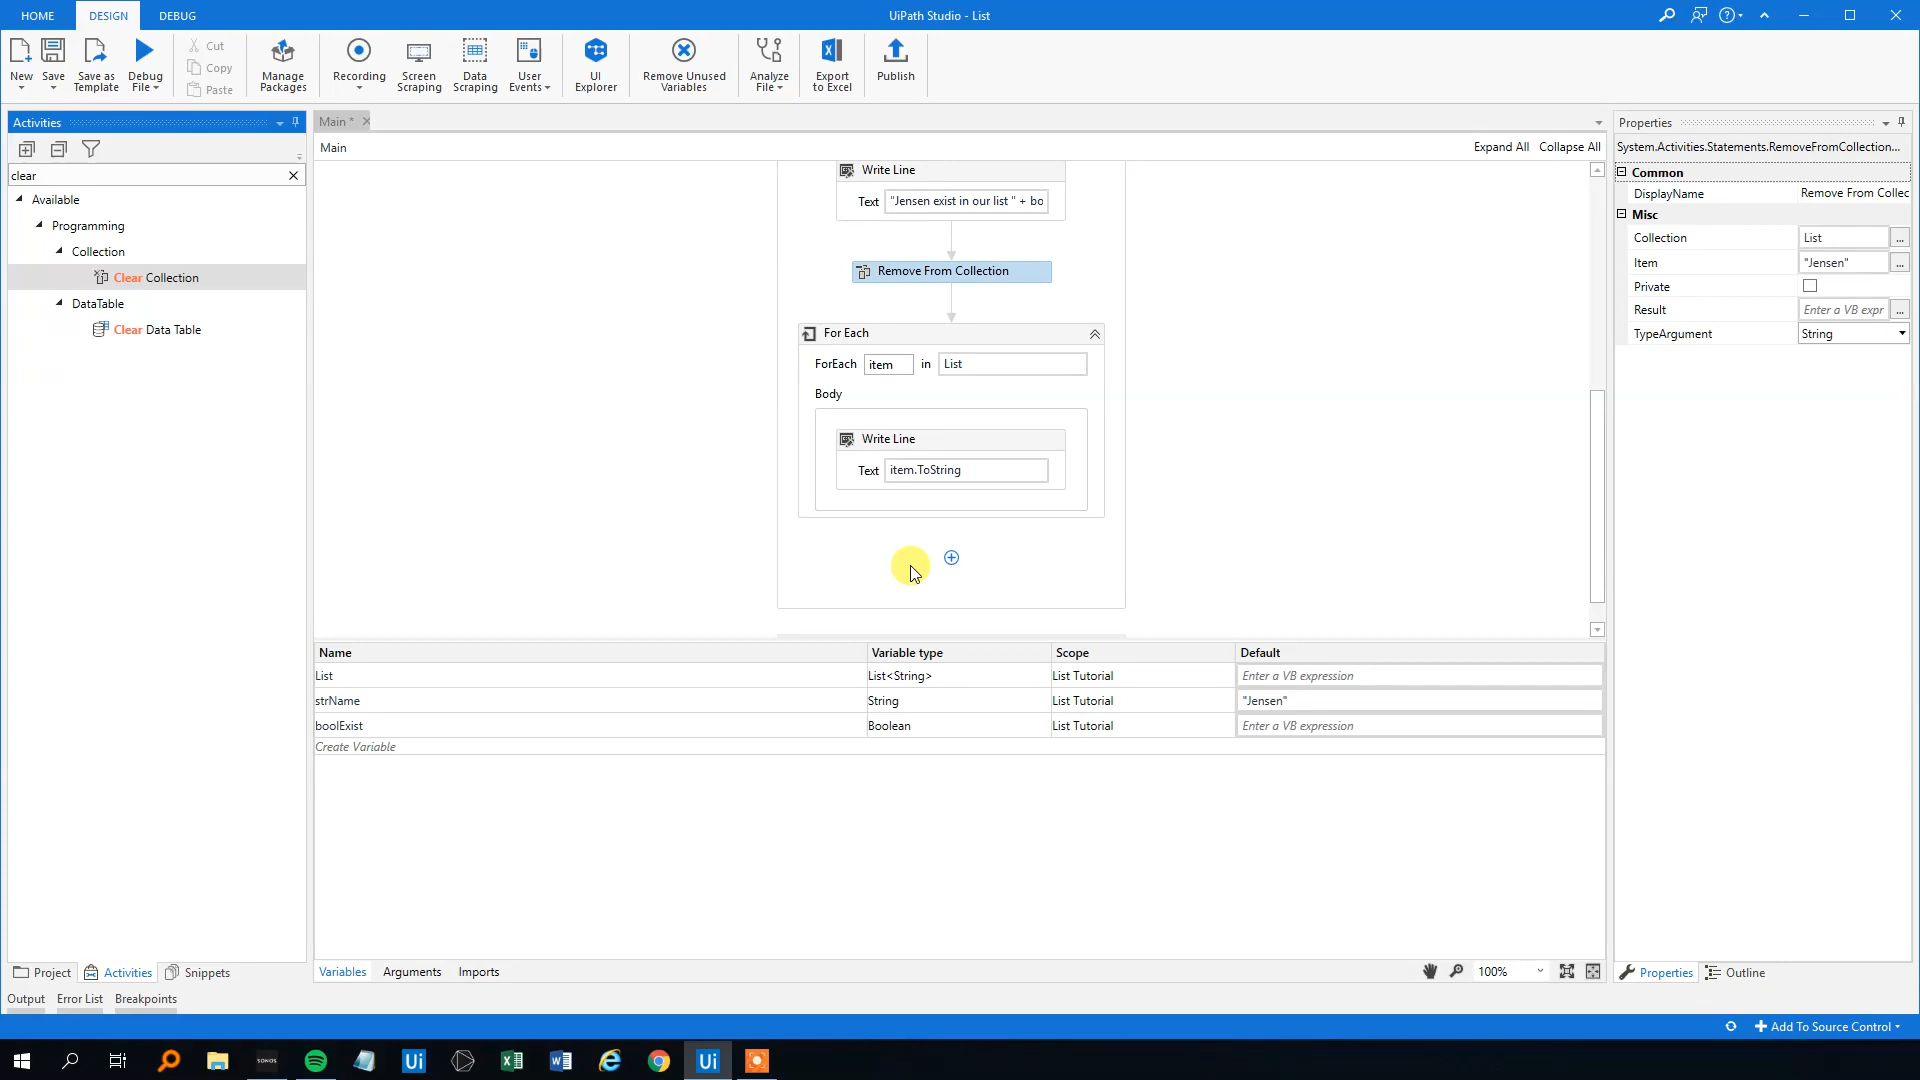 HOME DESIGN DEBUG UiPath Studio - List
New Save Save as Template Debug File Cut Copy Paste Manage Packages Recording Screen Scraping Data Scraping User Events UI Explorer Remove Unused Variables Analyze File Export to Excel Publish
Activities
clear
Available
Programming
Collection
Clear Collection
DataTable
Clear Data Table
Main *
Main Expand All Collapse All
Write Line
Text "Jensen exist in our list " + bo
Remove From Collection
For Each
ForEach item in List
Body
Write Line
Text item.ToString
Name Variable type Scope Default
List List<String> List Tutorial Enter a VB expression
strName String List Tutorial "Jensen"
boolExist Boolean List Tutorial Enter a VB expression
Create Variable
Variables Arguments Imports 100%
Properties
System.Activities.Statements.RemoveFromCollection...
Common
DisplayName Remove From Collec
Misc
Collection List ...
Item "Jensen" ...
Private
Result Enter a VB expr ...
TypeArgument String
Project Activities Snippets
Properties Outline
Output Error List Breakpoints
Add To Source Control
SONOS Ui Ui